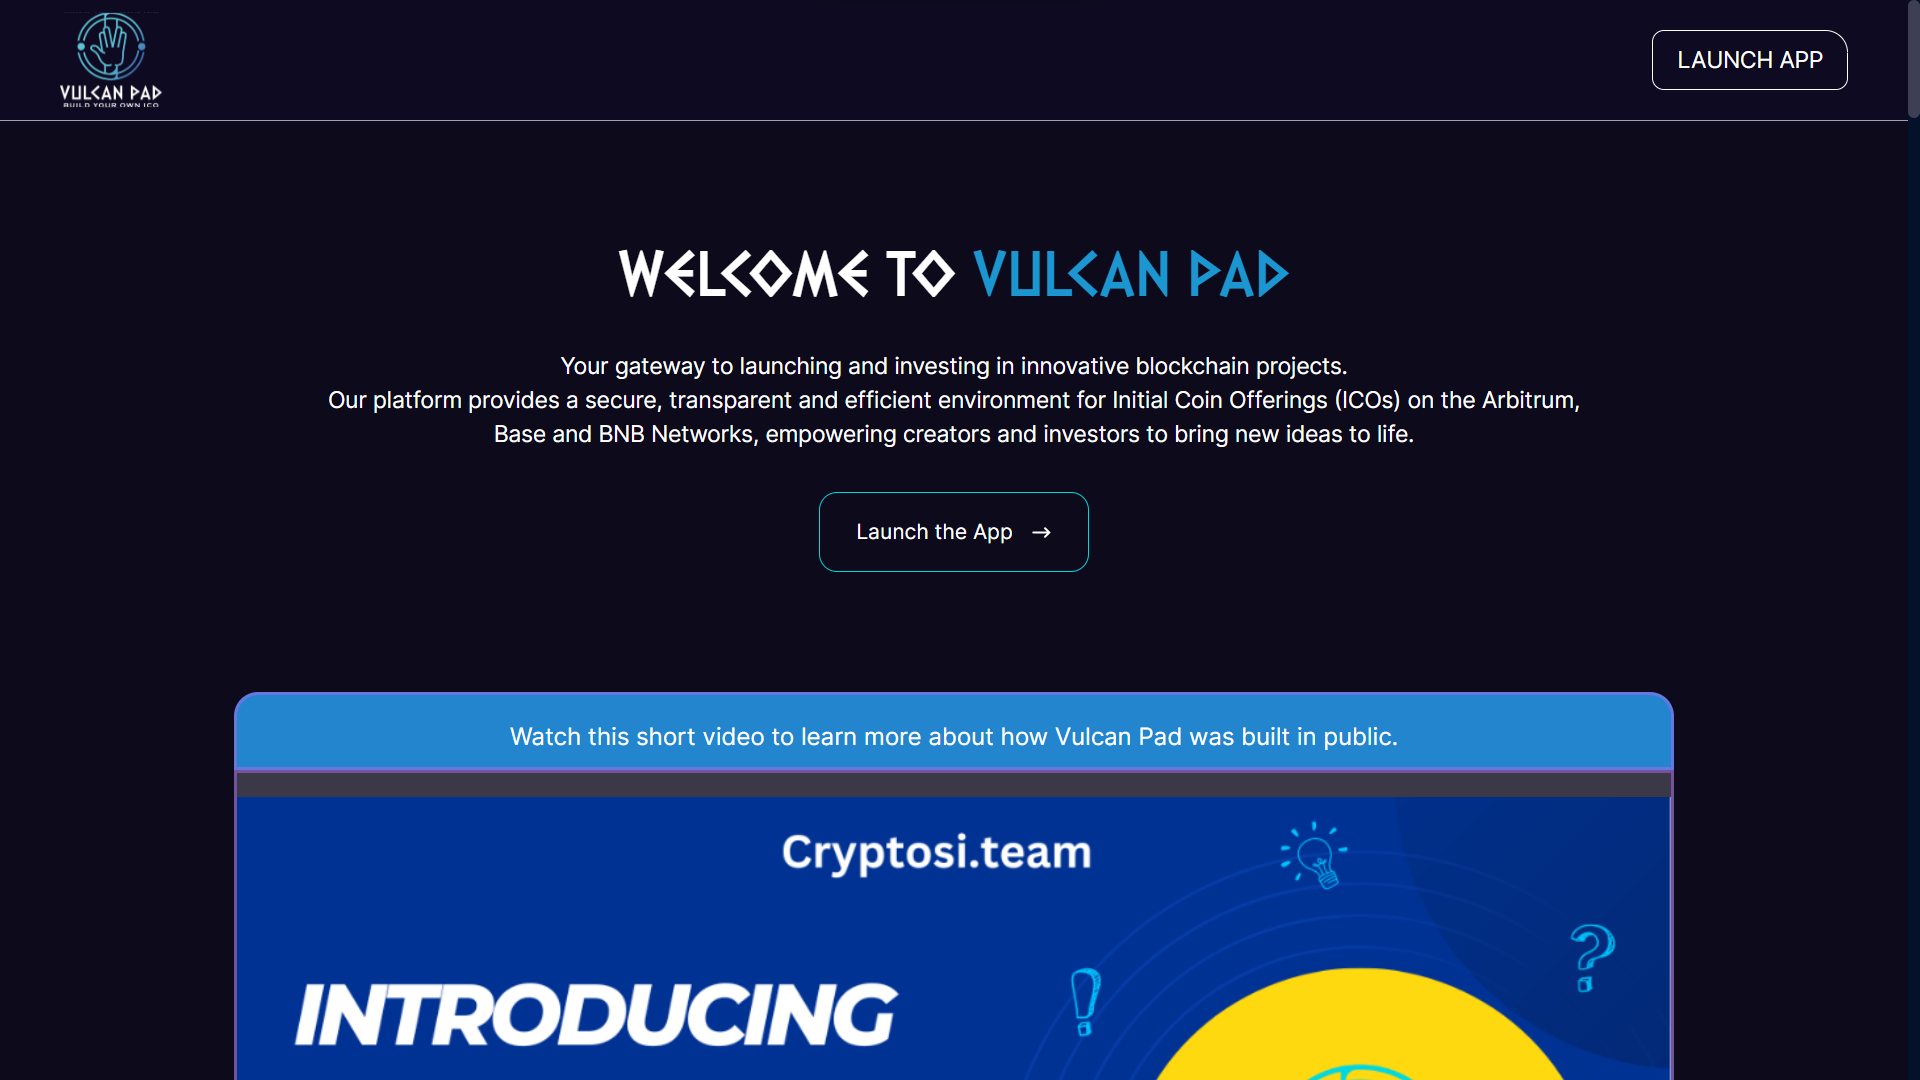 VULCAN PAD
BUILD YOUR OWN ICO
LAUNCH APP
WELCOME TO VULCAN PAD
Your gateway to launching and investing in innovative blockchain projects.
Our platform provides a secure, transparent and efficient environment for Initial Coin Offerings (ICOs) on the Arbitrum,
Base and BNB Networks, empowering creators and investors to bring new ideas to life.
Launch the App →
Watch this short video to learn more about how Vulcan Pad was built in public.
Cryptosi.team
INTRODUCING